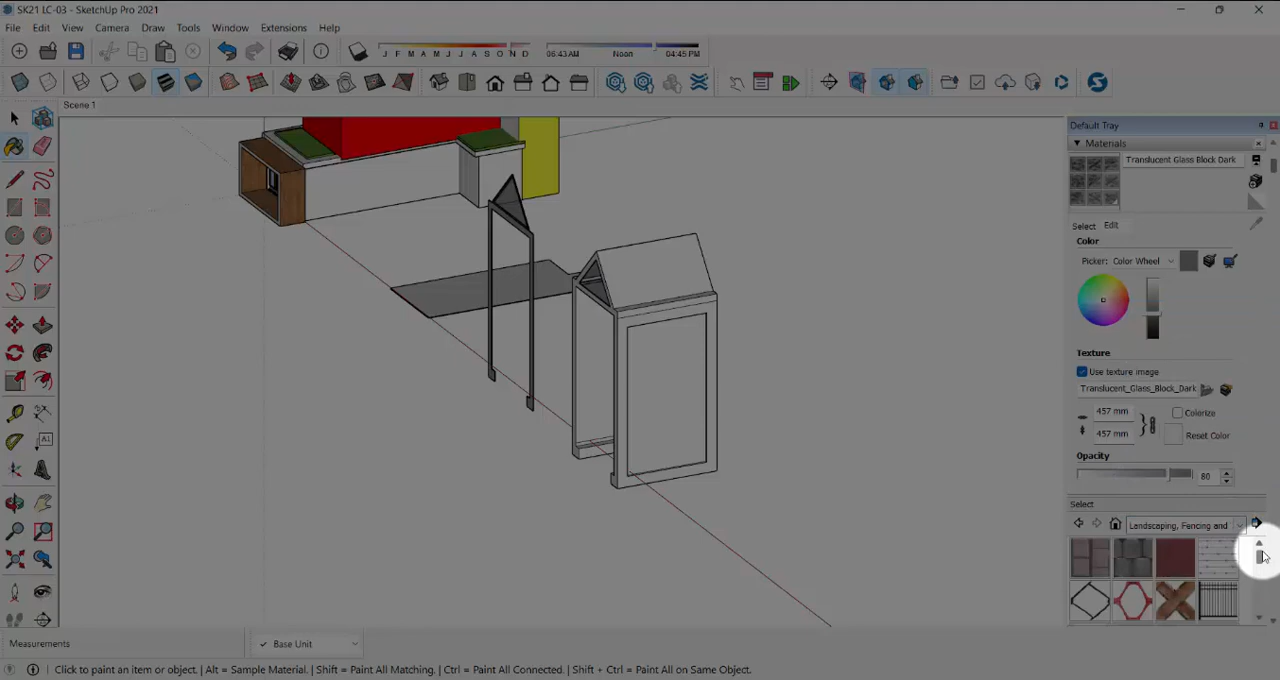 SK21 LC-03 - SketchUp Pro 2021
File Edit View Camera Draw Tools Window Extensions Help
J F M A M J J A S O N D 06:43 AM Noon 04:45 PM
Scene 1
Default Tray
Materials
Translucent Glass Block Dark
Select Edit
Color
Picker: Color Wheel
Texture
Use texture image
Translucent_Glass_Block_Dark
457 mm Colorize
457 mm Reset Color
Opacity
80
Select
Landscaping, Fencing and
A1
Measurements Base Unit
Click to paint an item or object. | Alt = Sample Material. | Shift = Paint All Matching. | Ctrl = Paint All Connected. | Shift + Ctrl = Paint All on Same Object.